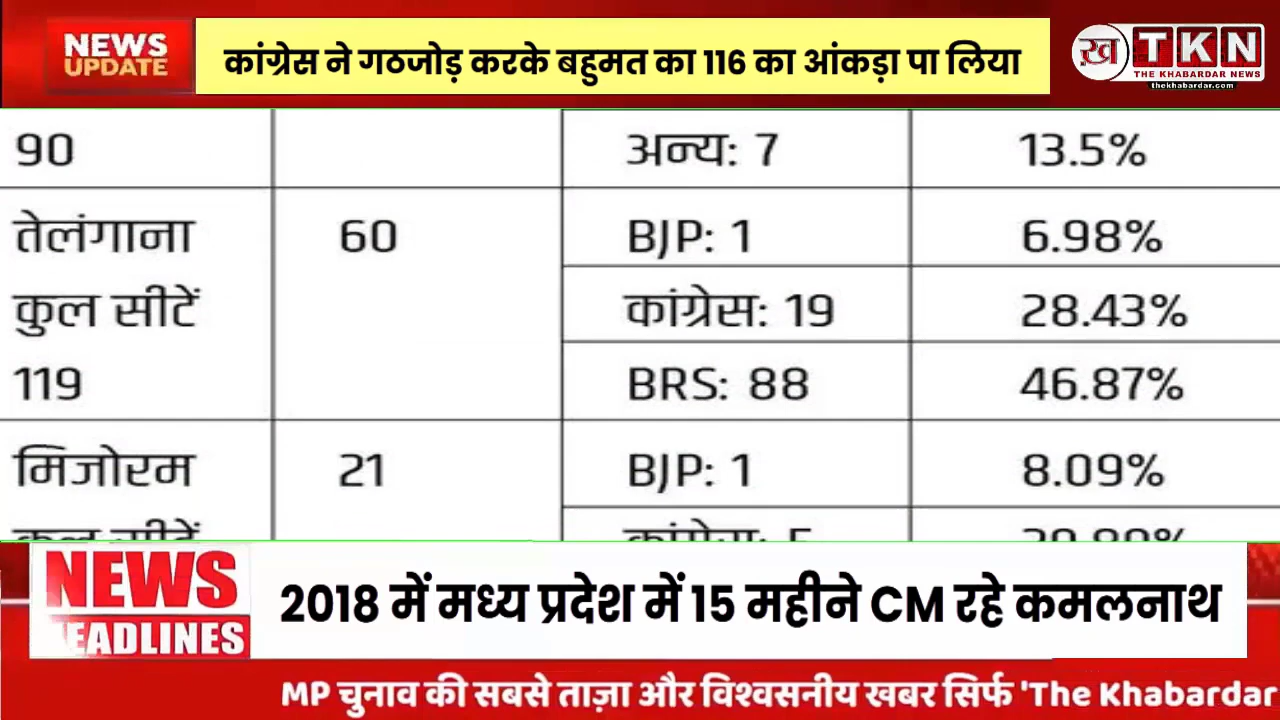 NEWS
UPDATE
कांग्रेस ने गठजोड़ करके बहुमत का 116 का आंकड़ा पा लिया
ख़ TKN
THE KHABARDAR NEWS
thekhabardar.com
90 अन्य: 7 13.5%
तेलंगाना 60 BJP: 1 6.98%
कुल सीटें कांग्रेस: 19 28.43%
119 BRS: 88 46.87%
मिजोरम 21 BJP: 1 8.09%
कुल सीटें कांग्रेस: 5
NEWS
HEADLINES
2018 में मध्य प्रदेश में 15 महीने CM रहे कमलनाथ
MP चुनाव की सबसे ताज़ा और विश्वसनीय खबर सिर्फ 'The Khabardar